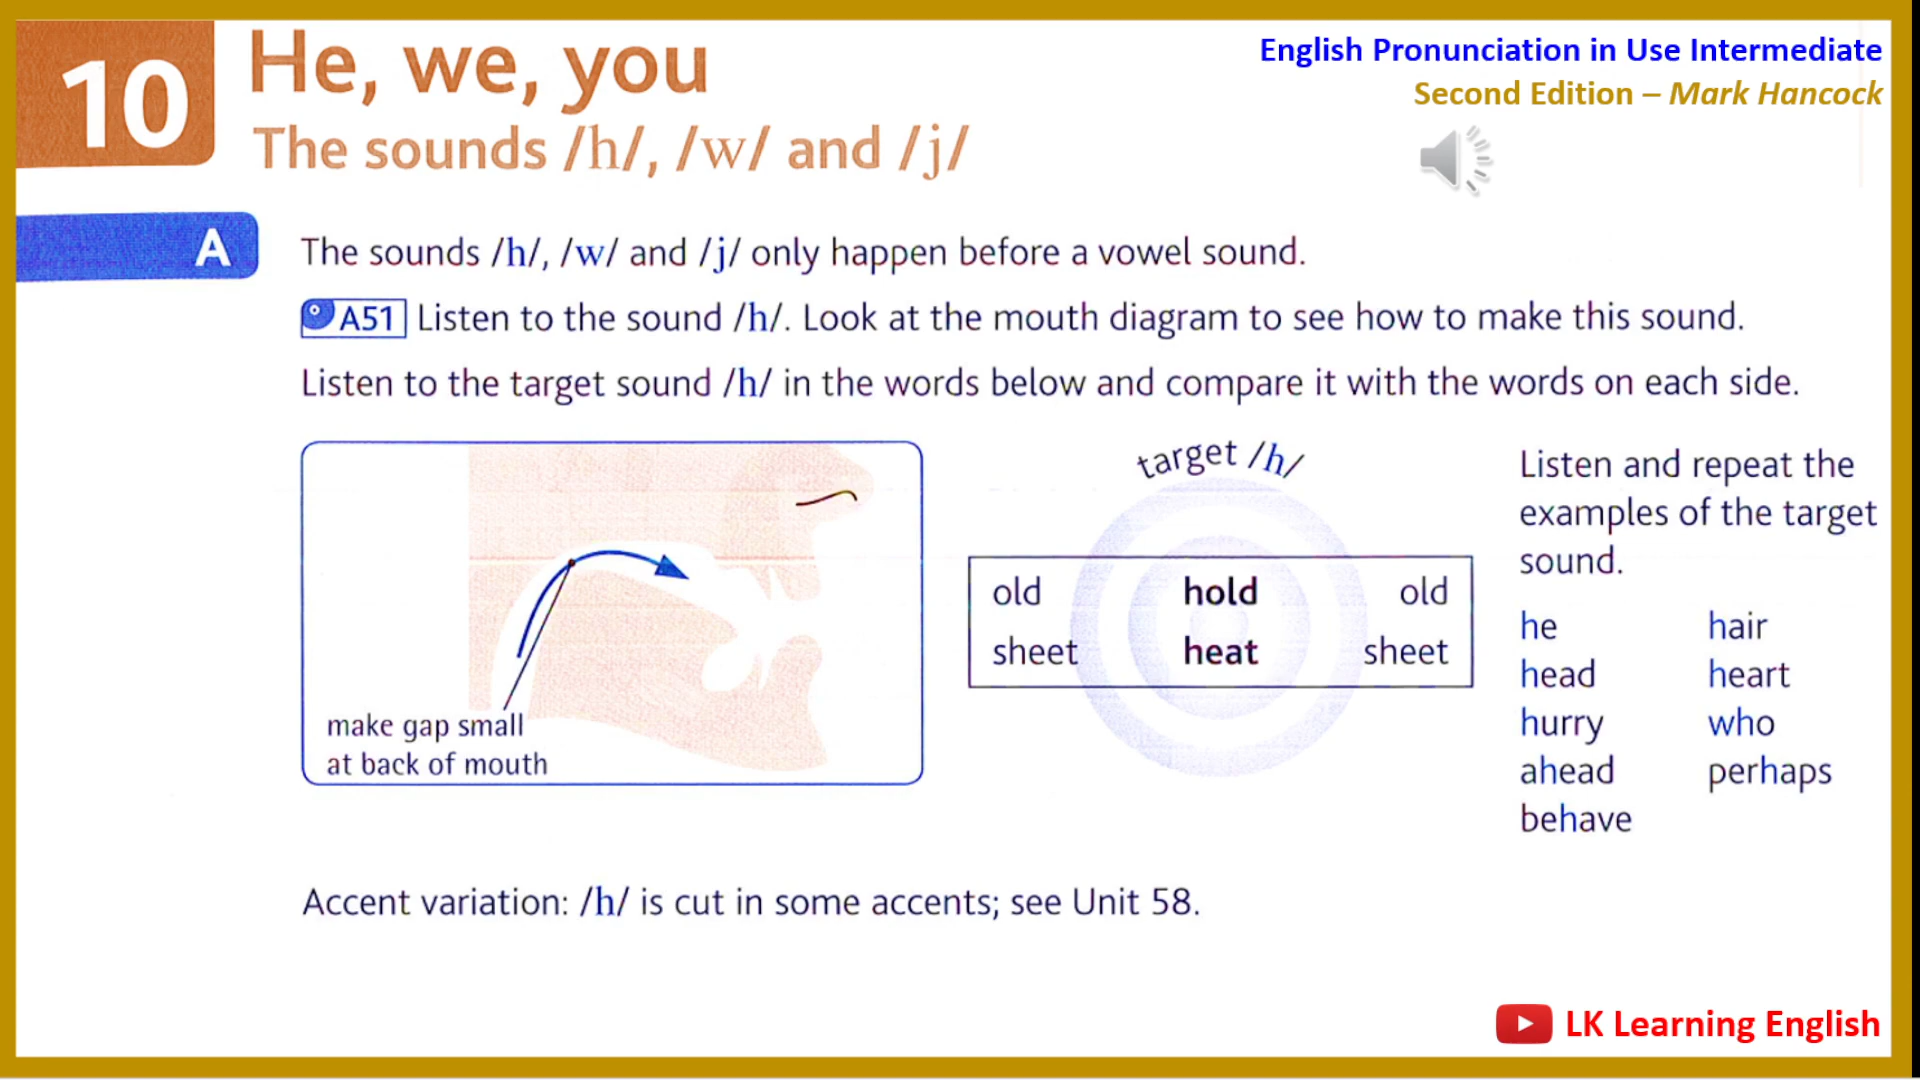 10
He, we, you
The sounds /h/, /w/ and /j/
English Pronunciation in Use Intermediate
Second Edition – Mark Hancock
A
The sounds /h/, /w/ and /j/ only happen before a vowel sound.
A51 Listen to the sound /h/. Look at the mouth diagram to see how to make this sound.
Listen to the target sound /h/ in the words below and compare it with the words on each side.
make gap small
at back of mouth
target /h/
old hold old
sheet heat sheet
Listen and repeat the
examples of the target
sound.
he hair
head heart
hurry who
ahead perhaps
behave
Accent variation: /h/ is cut in some accents; see Unit 58.
LK Learning English